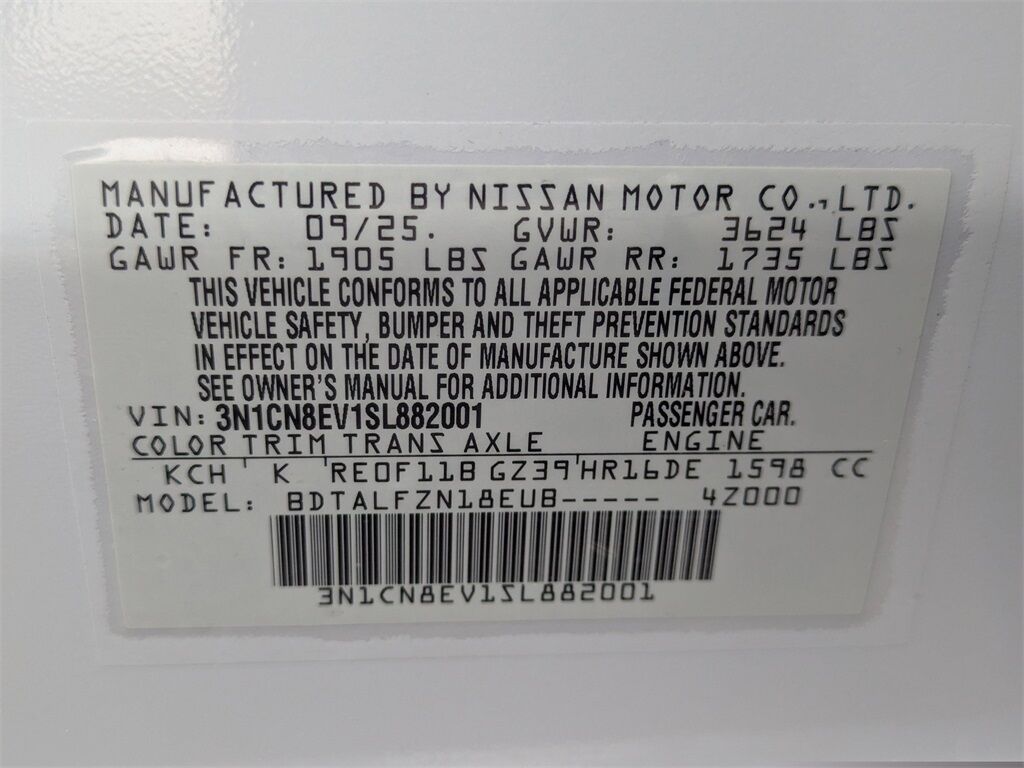 MANUFACTURED BY NISSAN MOTOR CO., LTD.
DATE: 09/25. GVWR: 3624 LBS
GAWR FR: 1905 LBS GAWR RR: 1735 LBS
THIS VEHICLE CONFORMS TO ALL APPLICABLE FEDERAL MOTOR
VEHICLE SAFETY, BUMPER AND THEFT PREVENTION STANDARDS
IN EFFECT ON THE DATE OF MANUFACTURE SHOWN ABOVE.
SEE OWNER'S MANUAL FOR ADDITIONAL INFORMATION.
VIN: 3N1CN8EV1SL882001 PASSENGER CAR.
COLOR TRIM TRANS AXLE ENGINE
KCH ' K ' RE0F11B GZ39 ' HR16DE 1598 CC
MODEL: BDTALFZN18EUB----- 4Z000
3N1CN8EV1SL882001